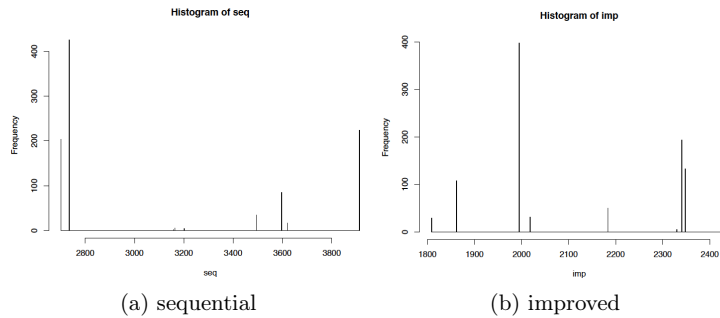 Histogram of seq
Frequency
0 100 200 300 400
2800 3000 3200 3400 3600 3800
seq
(a) sequential
Histogram of imp
Frequency
0 100 200 300 400
1800 1900 2000 2100 2200 2300 2400
imp
(b) improved